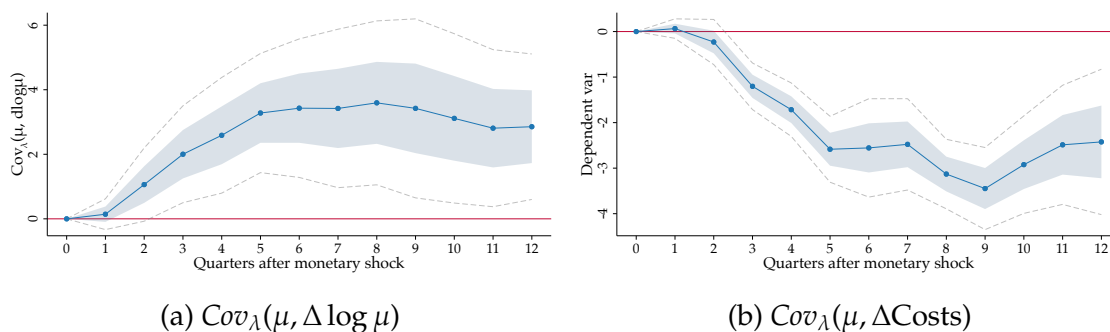 Cov_λ(μ, dlogμ)
6
4
2
0
0 1 2 3 4 5 6 7 8 9 10 11 12
Quarters after monetary shock
(a) Cov_λ(μ, Δ log μ)
Dependent var
0
-1
-2
-3
-4
0 1 2 3 4 5 6 7 8 9 10 11 12
Quarters after monetary shock
(b) Cov_λ(μ, ΔCosts)